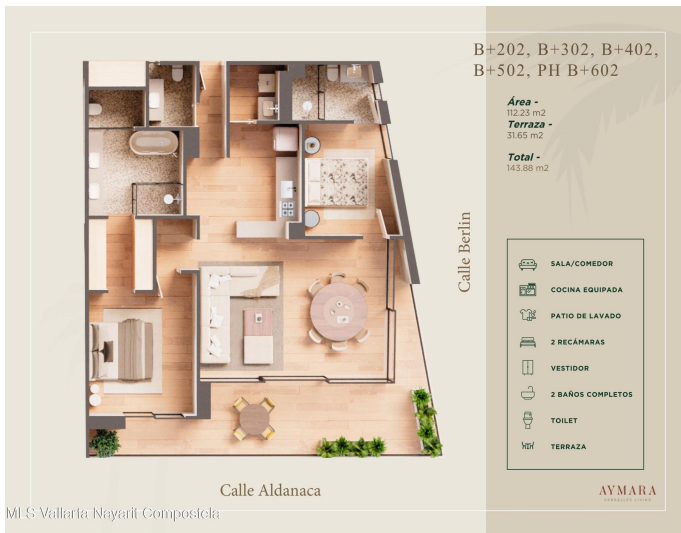 B+202, B+302, B+402,
B+502, PH B+602
Área -
112.23 m2
Terraza -
31.65 m2
Total -
143.88 m2
Calle Berlin
SALA/COMEDOR
COCINA EQUIPADA
PATIO DE LAVADO
2 RECÁMARAS
VESTIDOR
2 BAÑOS COMPLETOS
TOILET
TERRAZA
Calle Aldanaca
AYMARA
VERSALLES LIVING
MLS Vallarta Nayarit Compostela